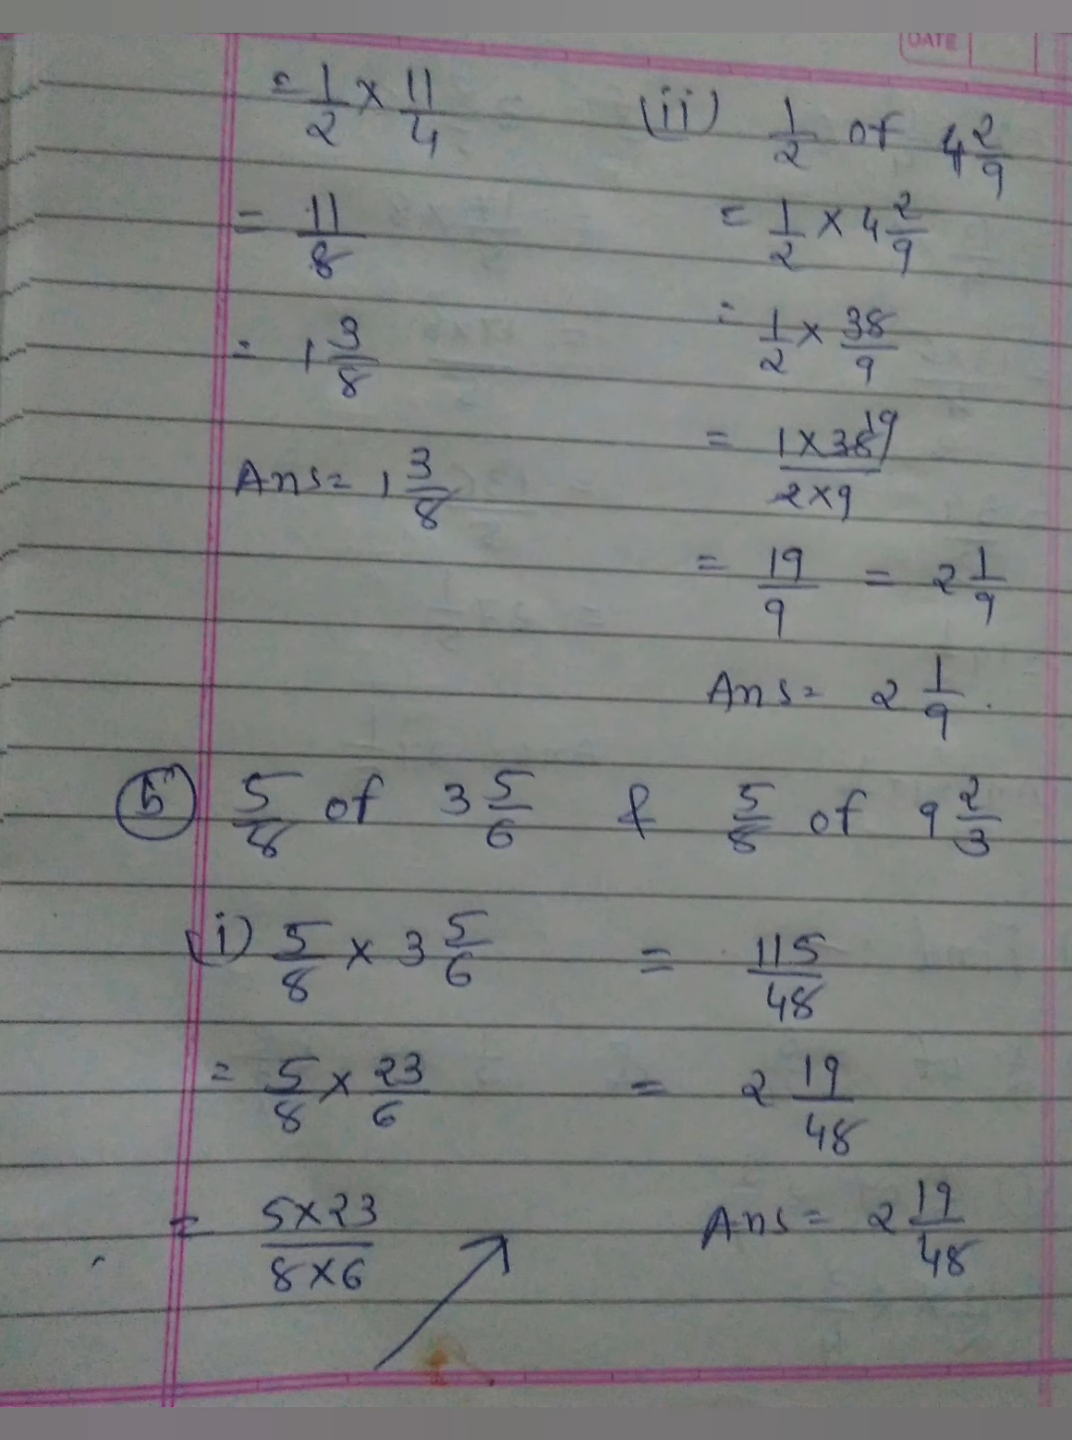 DATE
= 1/2 × 11/4
= 11/8
= 1 3/8
Ans = 1 3/8
(ii) 1/2 of 4 2/9
= 1/2 × 4 2/9
= 1/2 × 38/9
= 1×38 19/2×9
= 19/9 = 2 1/9
Ans = 2 1/9.
5 5/8 of 3 5/6 & 5/8 of 9 2/3
(i) 5/8 × 3 5/6
= 5/8 × 23/6
= 5×23/8×6
= 115/48
= 2 19/48
Ans = 2 19/48